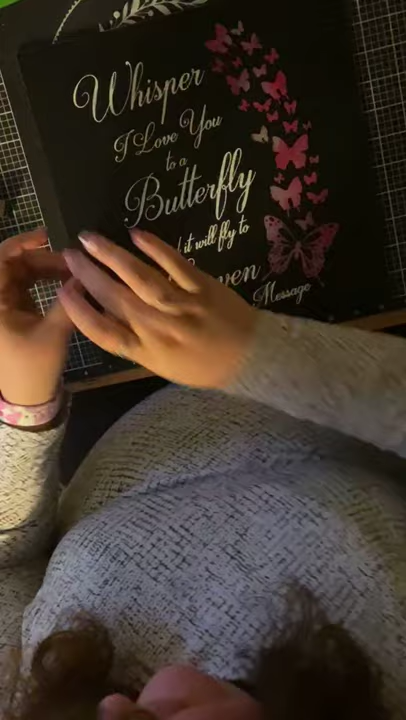 Whisper
I Love You
to a
Butterfly
it will fly to
Message